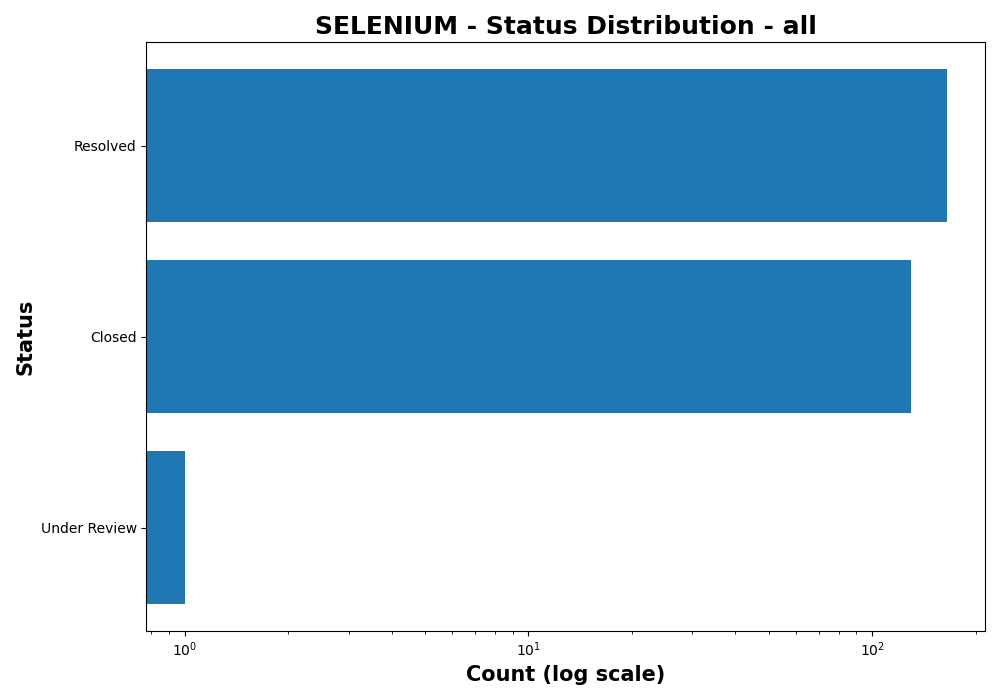 SELENIUM - Status Distribution - all
Status
Resolved
Closed
Under Review
10⁰
10¹
10²
Count (log scale)